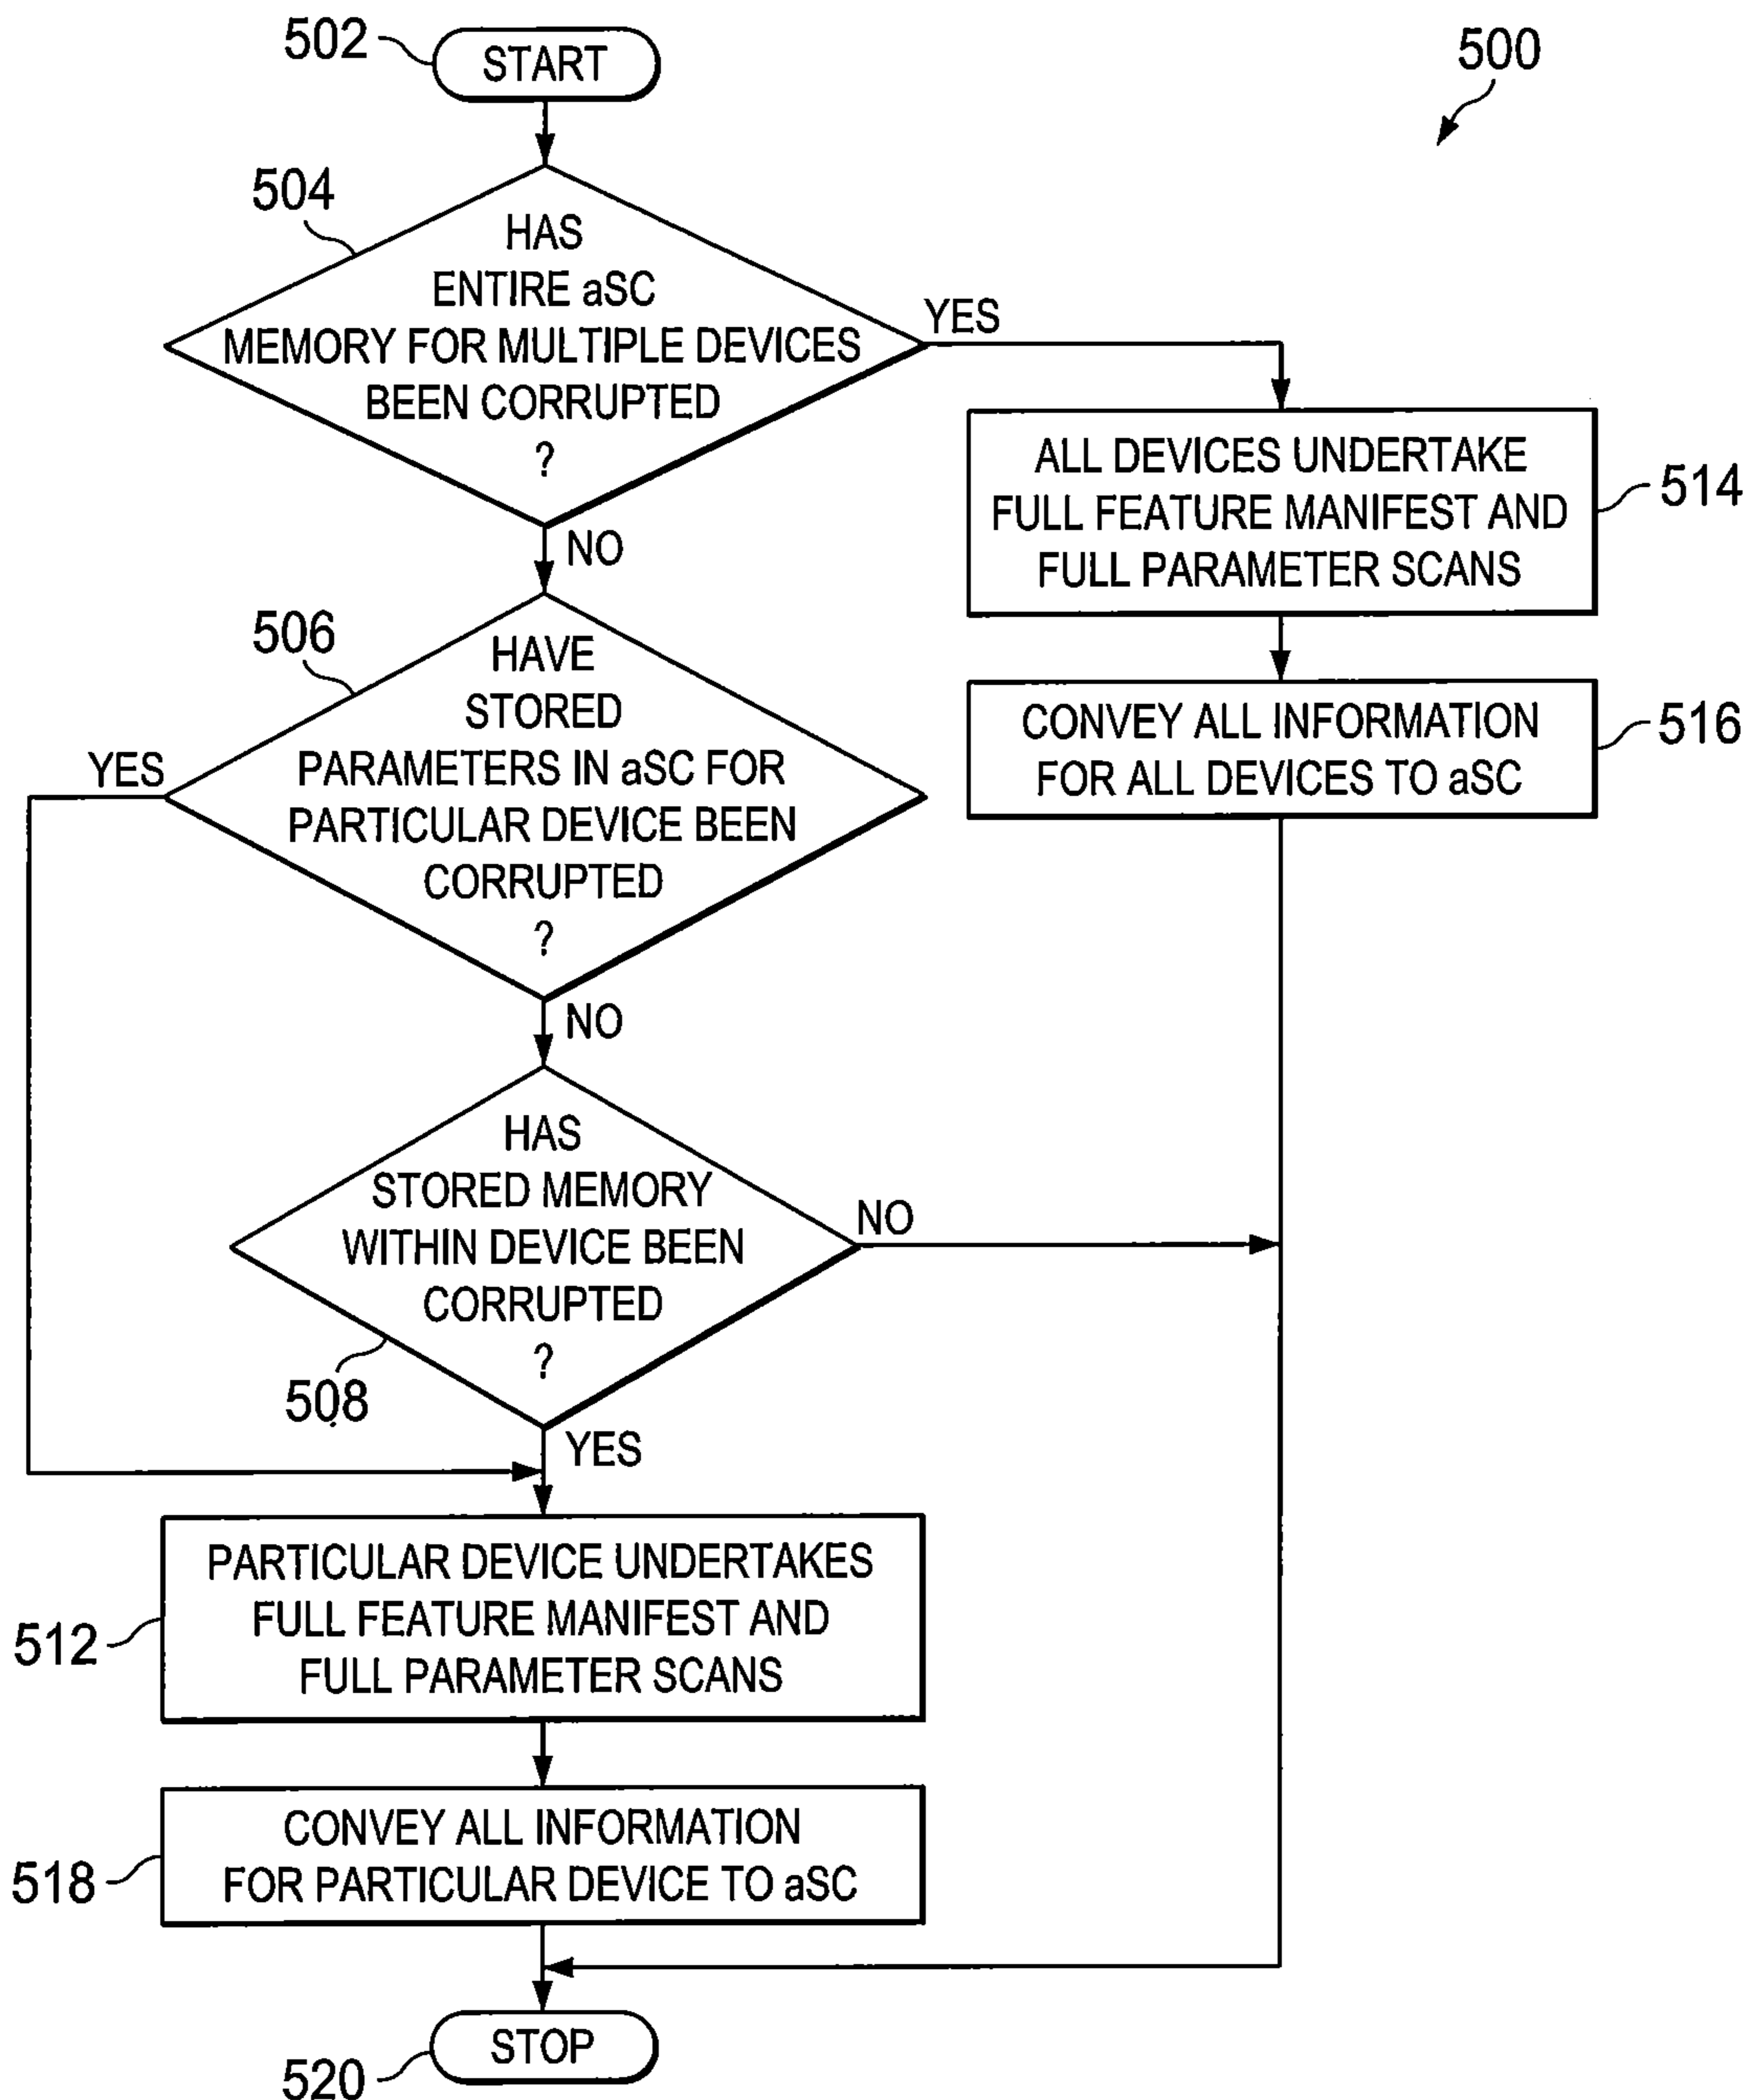 502
START
500
504
HAS
ENTIRE aSC
MEMORY FOR MULTIPLE DEVICES
BEEN CORRUPTED
?
YES
NO
ALL DEVICES UNDERTAKE
FULL FEATURE MANIFEST AND
FULL PARAMETER SCANS
514
506
HAVE
STORED
PARAMETERS IN aSC FOR
PARTICULAR DEVICE BEEN
CORRUPTED
?
YES
NO
CONVEY ALL INFORMATION
FOR ALL DEVICES TO aSC
516
HAS
STORED MEMORY
WITHIN DEVICE BEEN
CORRUPTED
?
NO
508
YES
PARTICULAR DEVICE UNDERTAKES
FULL FEATURE MANIFEST AND
FULL PARAMETER SCANS
512
CONVEY ALL INFORMATION
FOR PARTICULAR DEVICE TO aSC
518
STOP
520